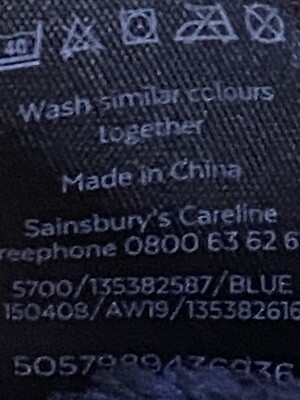 40
Wash similar colours
together
Made in China
Sainsbury's Careline
reephone 0800 63 62 6
5700/135382587/BLUE
150408/AW19/135382616